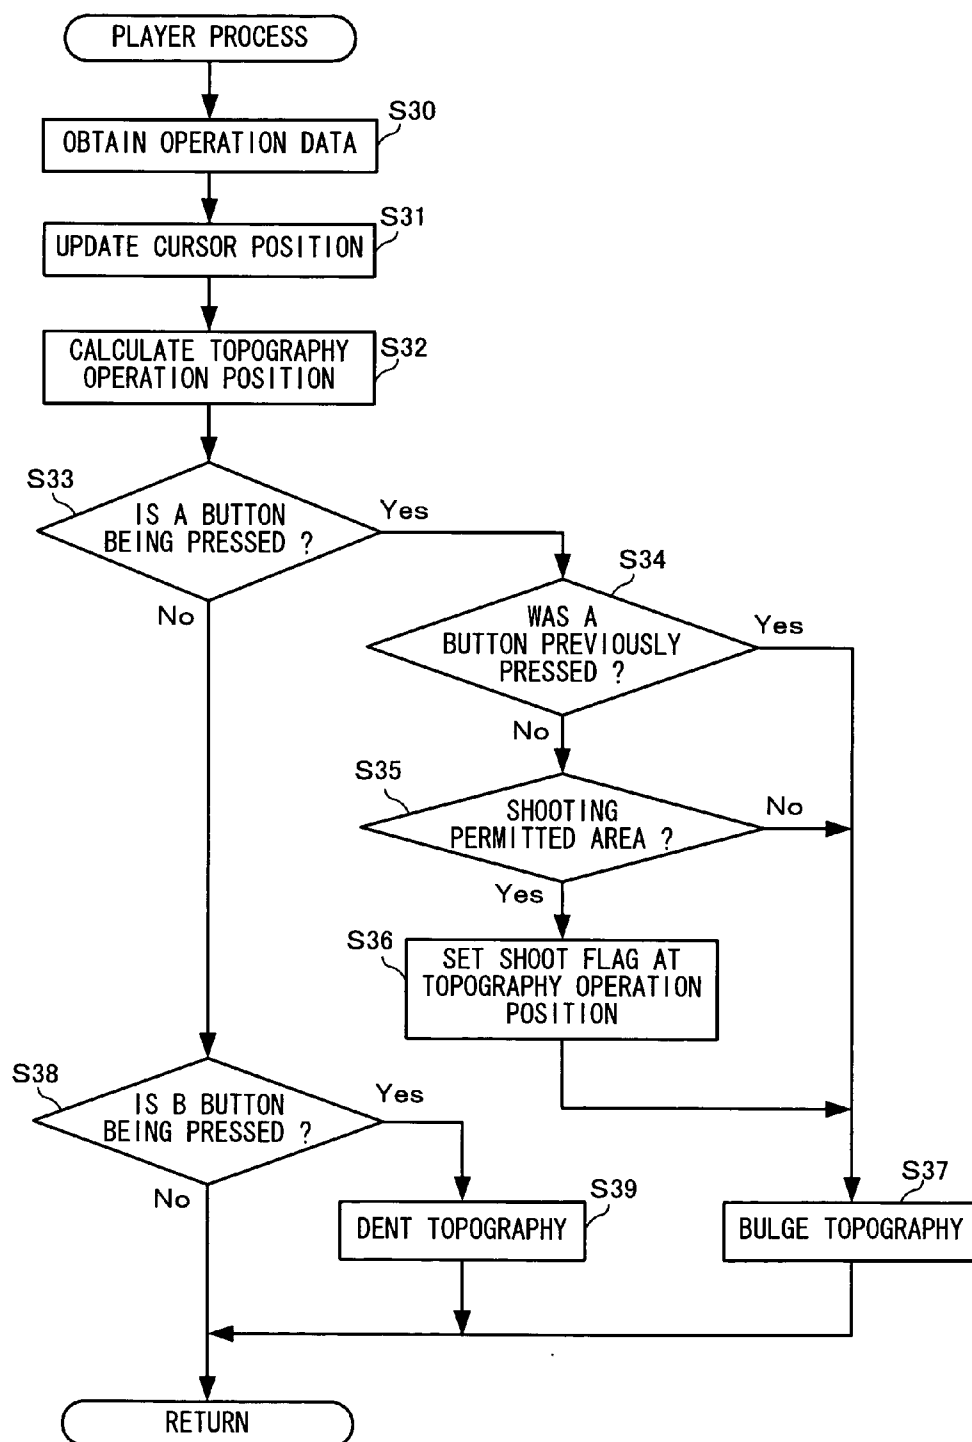 PLAYER PROCESS
S30
OBTAIN OPERATION DATA
S31
UPDATE CURSOR POSITION
S32
CALCULATE TOPOGRAPHY
OPERATION POSITION
S33
IS A BUTTON
BEING PRESSED ?
Yes
No
S34
WAS A
BUTTON PREVIOUSLY
PRESSED ?
Yes
No
S35
SHOOTING
PERMITTED AREA ?
No
Yes
S36
SET SHOOT FLAG AT
TOPOGRAPHY OPERATION
POSITION
S38
IS B BUTTON
BEING PRESSED ?
Yes
No
S39
DENT TOPOGRAPHY
S37
BULGE TOPOGRAPHY
RETURN